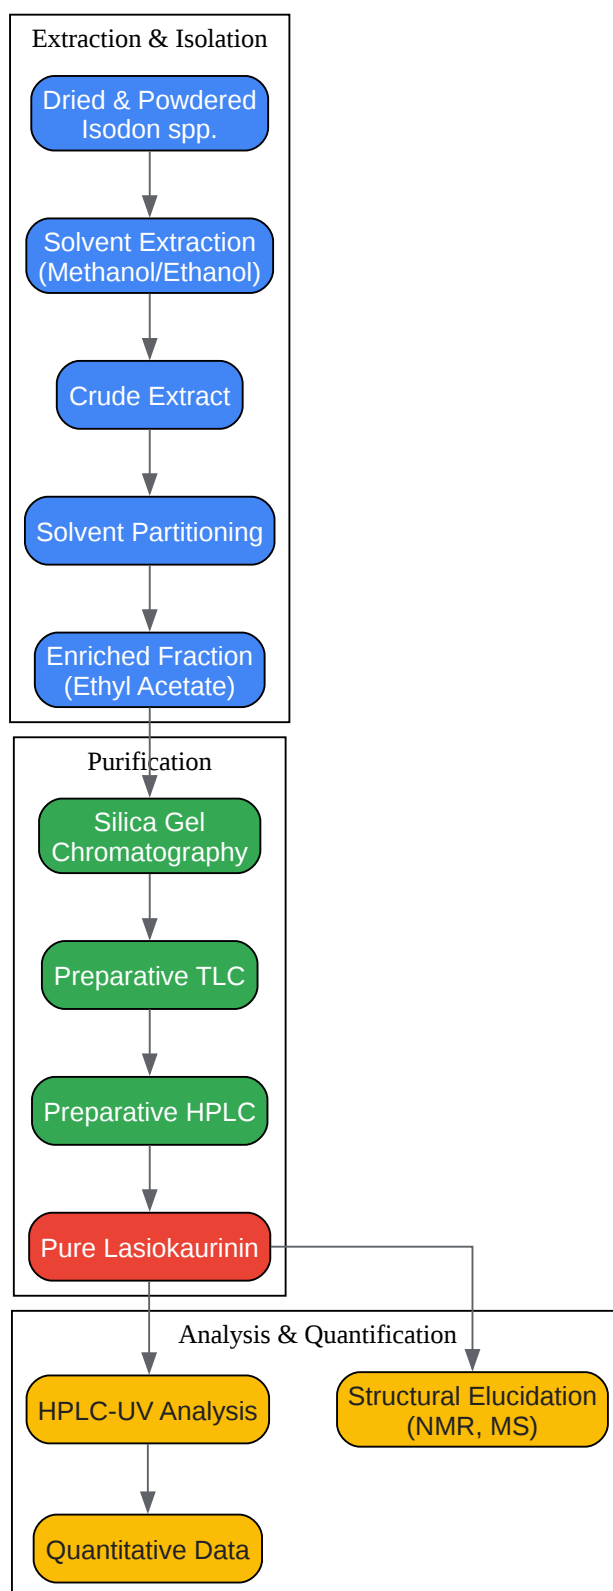 Extraction & Isolation
Dried & Powdered
Isodon spp.
Solvent Extraction
(Methanol/Ethanol)
Crude Extract
Solvent Partitioning
Enriched Fraction
(Ethyl Acetate)
Purification
Silica Gel
Chromatography
Preparative TLC
Preparative HPLC
Pure Lasiokaurinin
Analysis & Quantification
HPLC-UV Analysis
Structural Elucidation
(NMR, MS)
Quantitative Data